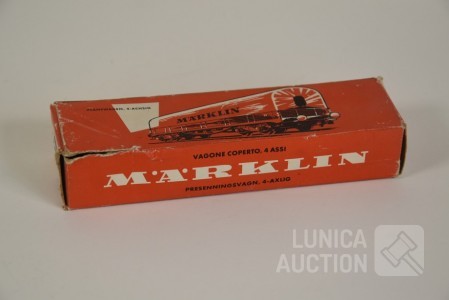 MÄRKLIN
VAGONE COPERTO, 4 ASSI
MÄRKLIN
PRESENNINGSVAGN, 4-AXLIG
LUNICA
AUCTION